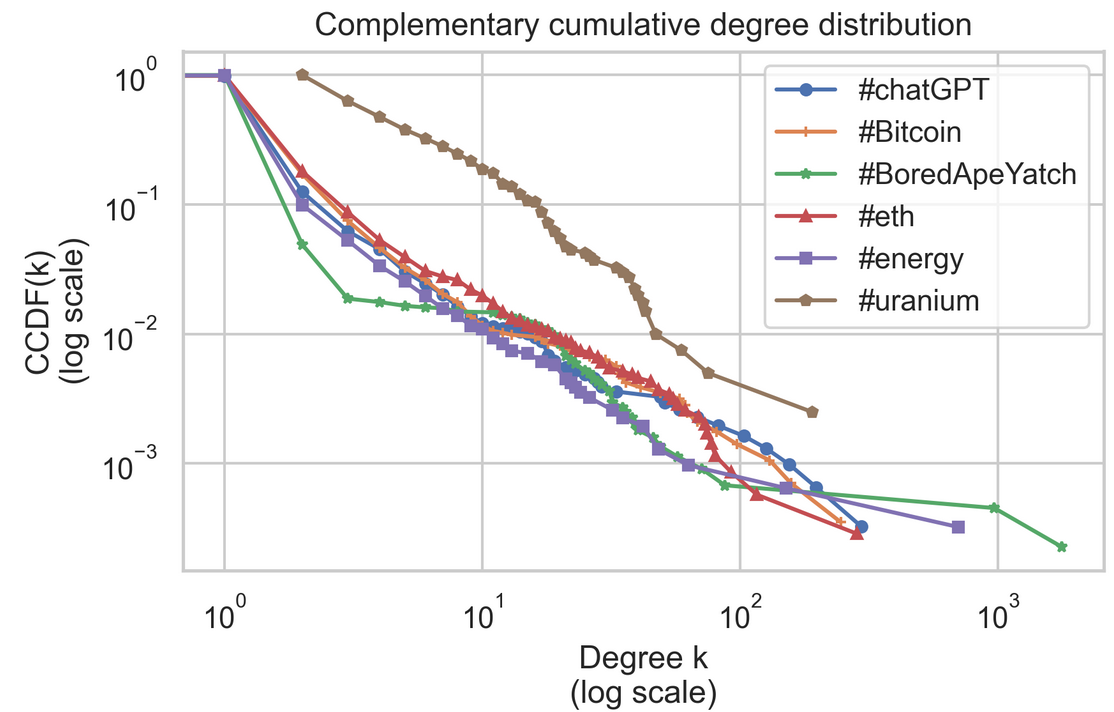 Complementary cumulative degree distribution
CCDF(k)
(log scale)
10^0
10^-1
10^-2
10^-3
#chatGPT
#Bitcoin
#BoredApeYatch
#eth
#energy
#uranium
10^0 10^1 10^2 10^3
Degree k
(log scale)